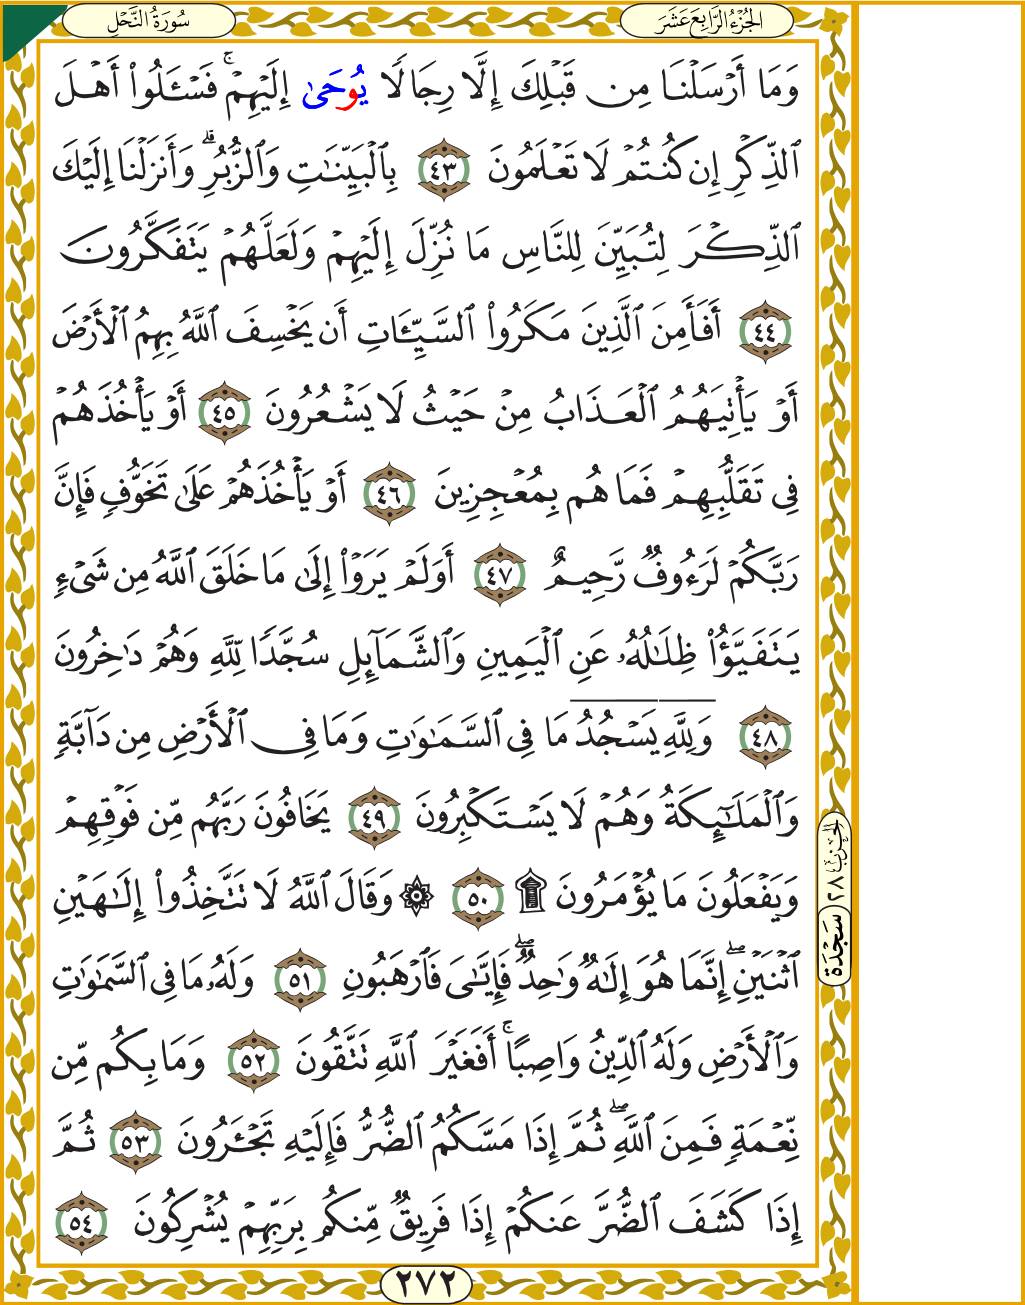 الجُزْءُ الرَّابِعَ عَشَرَ
سُورَةُ النَّحْلِ
وَمَآ أَرْسَلْنَا مِن قَبْلِكَ إِلَّا رِجَالًا يُوحَىٰٓ إِلَيْهِمْ ۚ فَسْـَٔلُوٓا۟ أَهْلَ
ٱلذِّكْرِ إِن كُنتُمْ لَا تَعْلَمُونَ ٤٣ بِٱلْبَيِّنَـٰتِ وَٱلزُّبُرِ ۗ وَأَنزَلْنَآ إِلَيْكَ
ٱلذِّكْرَ لِتُبَيِّنَ لِلنَّاسِ مَا نُزِّلَ إِلَيْهِمْ وَلَعَلَّهُمْ يَتَفَكَّرُونَ
٤٤ أَفَأَمِنَ ٱلَّذِينَ مَكَرُوا۟ ٱلسَّيِّـَٔاتِ أَن يَخْسِفَ ٱللَّهُ بِهِمُ ٱلْأَرْضَ
أَوْ يَأْتِيَهُمُ ٱلْعَذَابُ مِنْ حَيْثُ لَا يَشْعُرُونَ ٤٥ أَوْ يَأْخُذَهُمْ
فِى تَقَلُّبِهِمْ فَمَا هُم بِمُعْجِزِينَ ٤٦ أَوْ يَأْخُذَهُمْ عَلَىٰ تَخَوُّفٍ فَإِنَّ
رَبَّكُمْ لَرَءُوفٌ رَّحِيمٌ ٤٧ أَوَلَمْ يَرَوْا۟ إِلَىٰ مَا خَلَقَ ٱللَّهُ مِن شَىْءٍ
يَتَفَيَّؤُا۟ ظِلَـٰلُهُۥ عَنِ ٱلْيَمِينِ وَٱلشَّمَآئِلِ سُجَّدًا لِّلَّهِ وَهُمْ دَٰخِرُونَ
٤٨ وَلِلَّهِ يَسْجُدُ مَا فِى ٱلسَّمَـٰوَٰتِ وَمَا فِى ٱلْأَرْضِ مِن دَآبَّةٍ
وَٱلْمَلَـٰٓئِكَةُ وَهُمْ لَا يَسْتَكْبِرُونَ ٤٩ يَخَافُونَ رَبَّهُم مِّن فَوْقِهِمْ
وَيَفْعَلُونَ مَا يُؤْمَرُونَ ۩ ٥٠ ۞ وَقَالَ ٱللَّهُ لَا تَتَّخِذُوٓا۟ إِلَـٰهَيْنِ
ٱثْنَيْنِ ۖ إِنَّمَا هُوَ إِلَـٰهٌ وَٰحِدٌ ۖ فَإِيَّـٰىَ فَٱرْهَبُونِ ٥١ وَلَهُۥ مَا فِى ٱلسَّمَـٰوَٰتِ
وَٱلْأَرْضِ وَلَهُ ٱلدِّينُ وَاصِبًا ۚ أَفَغَيْرَ ٱللَّهِ تَتَّقُونَ ٥٢ وَمَا بِكُم مِّن
نِّعْمَةٍ فَمِنَ ٱللَّهِ ۖ ثُمَّ إِذَا مَسَّكُمُ ٱلضُّرُّ فَإِلَيْهِ تَجْـَٔرُونَ ٥٣ ثُمَّ
إِذَا كَشَفَ ٱلضُّرَّ عَنكُمْ إِذَا فَرِيقٌ مِّنكُم بِرَبِّهِمْ يُشْرِكُونَ ٥٤
الحِزْب ٢٨
سَجْدَة
٢٧٢